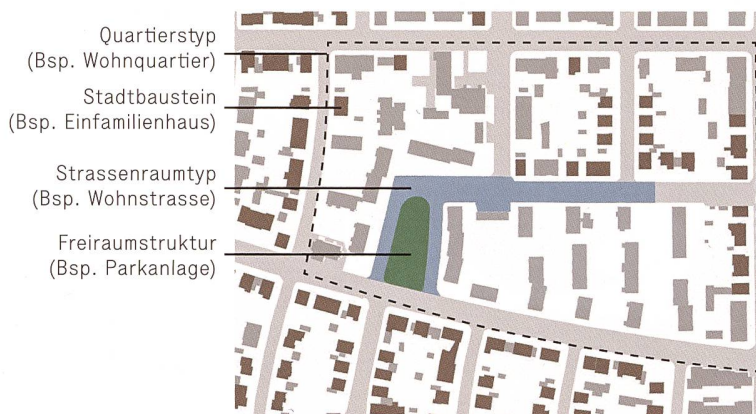 Quartierstyp
(Bsp. Wohnquartier)
Stadtbaustein
(Bsp. Einfamilienhaus)
Strassenraumtyp
(Bsp. Wohnstrasse)
Freiraumstruktur
(Bsp. Parkanlage)